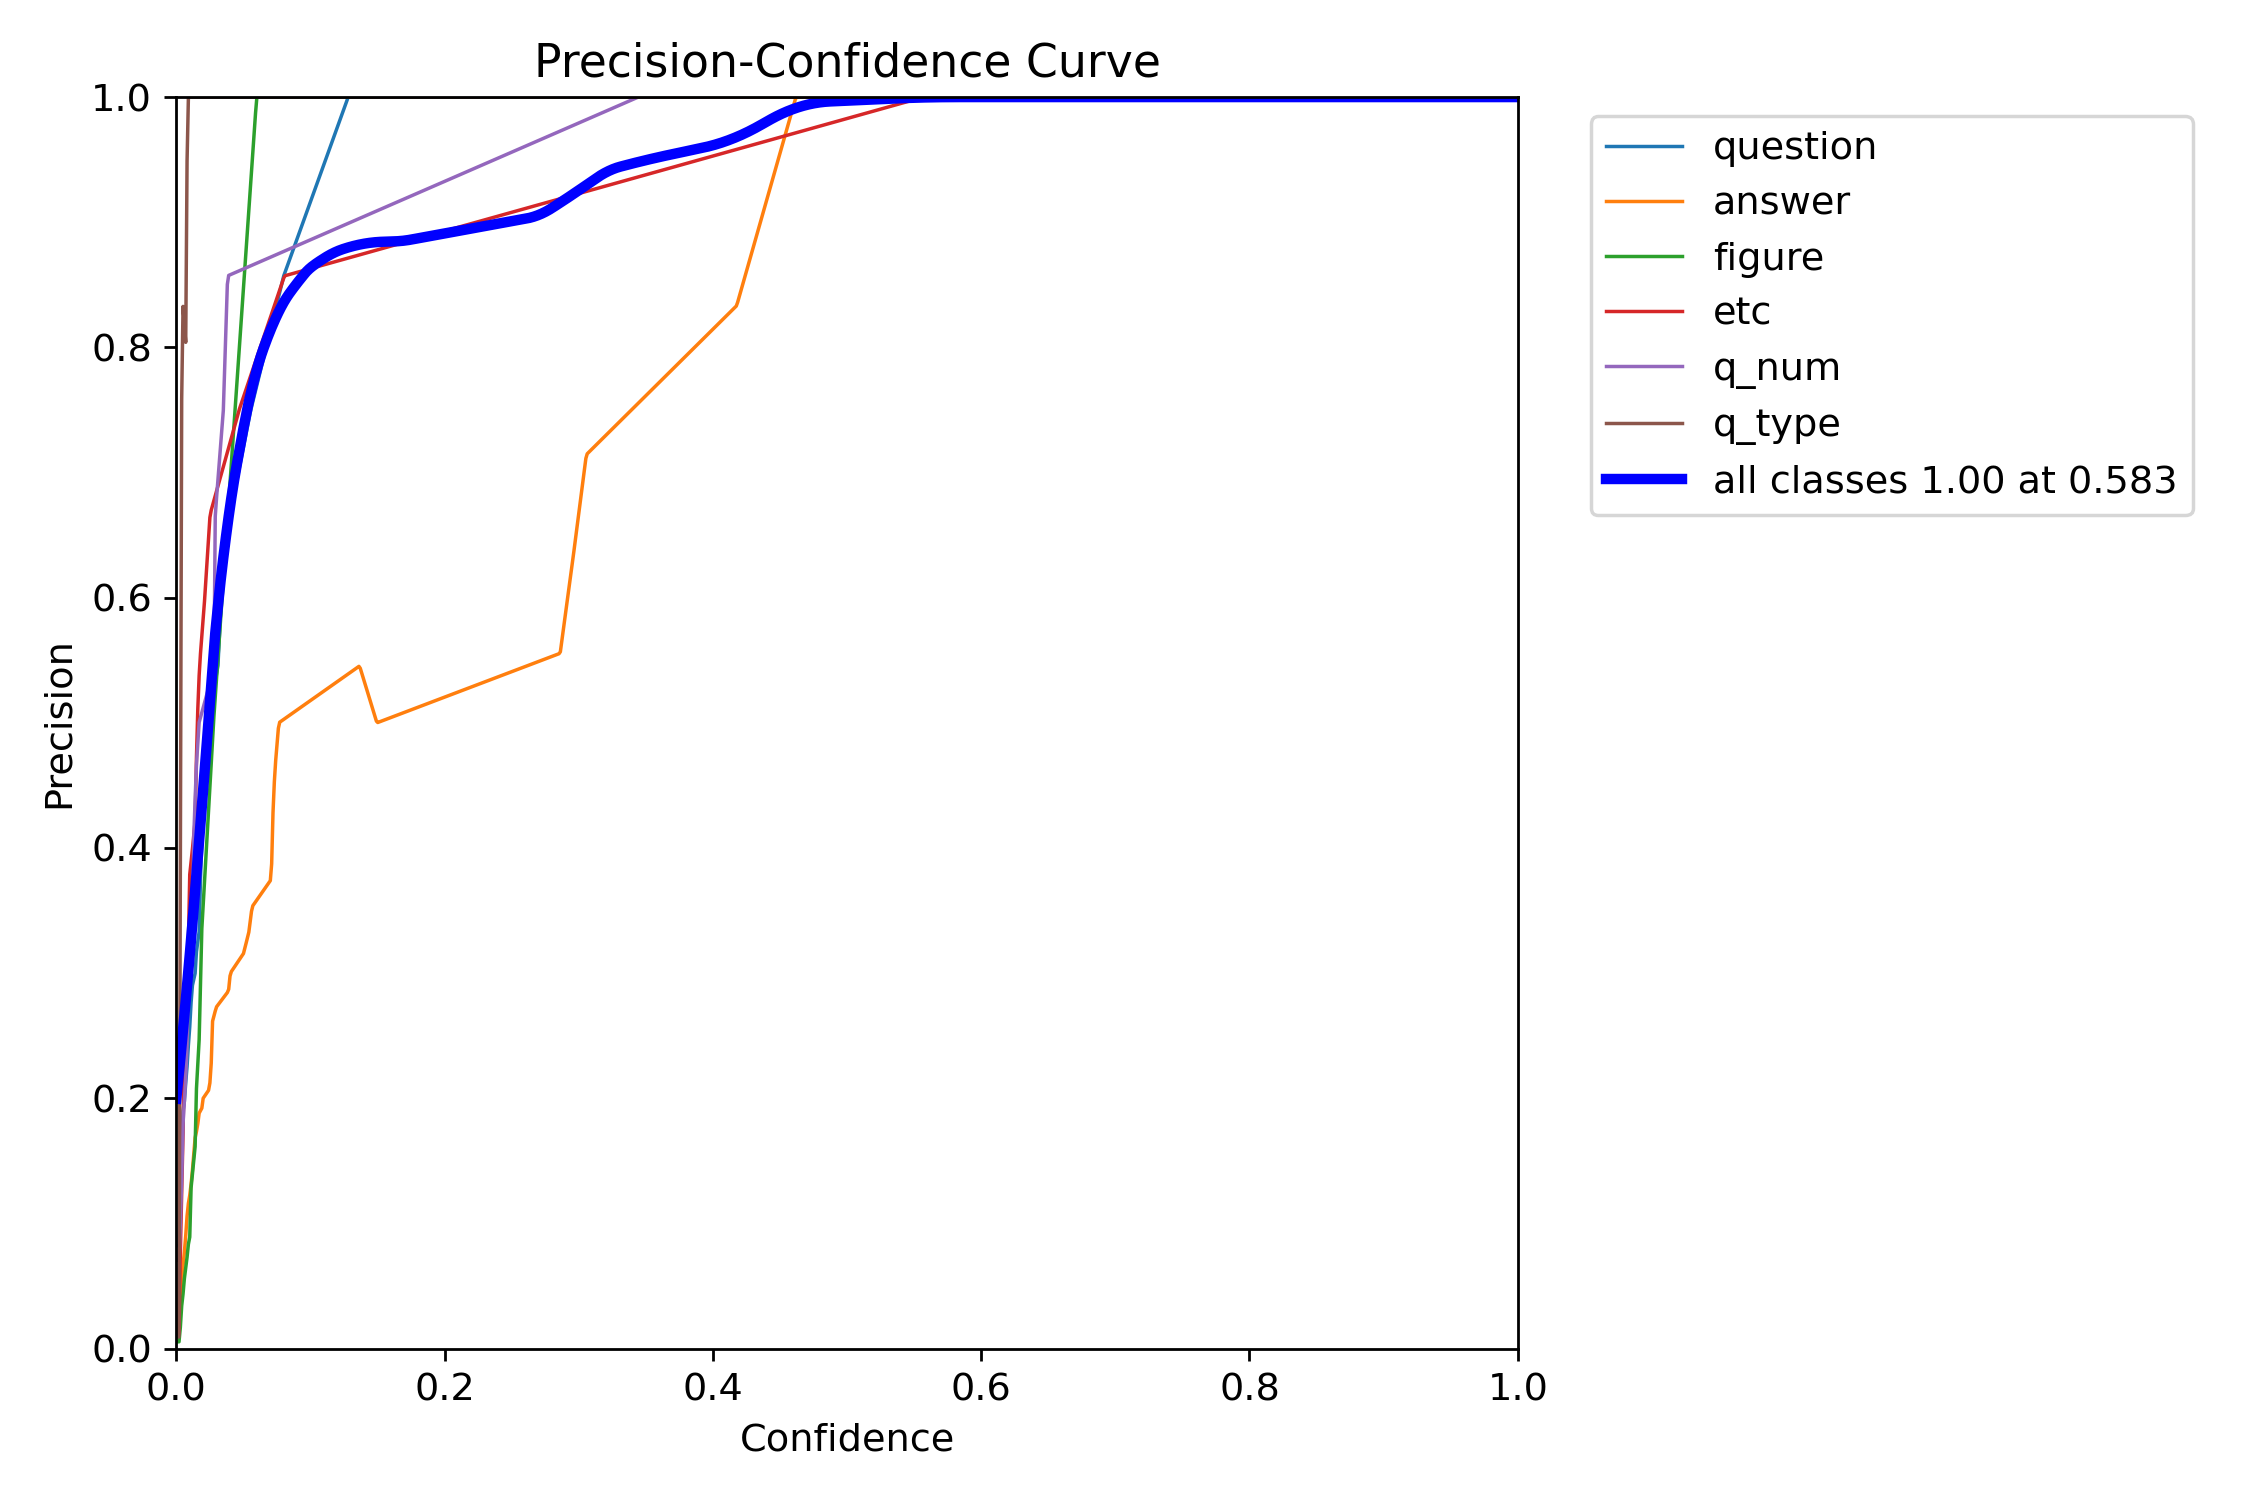 Precision-Confidence Curve
1.0
0.8
0.6
0.4
0.2
0.0
Precision
0.0 0.2 0.4 0.6 0.8 1.0
Confidence
question
answer
figure
etc
q_num
q_type
all classes 1.00 at 0.583